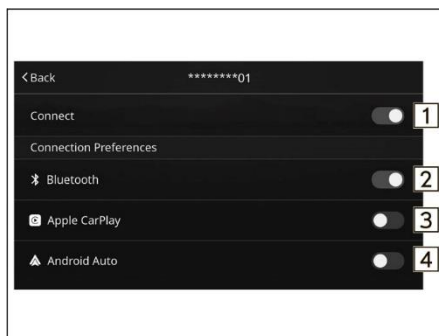 < Back
********01
Connect
1
Connection Preferences
Bluetooth
2
Apple CarPlay
3
Android Auto
4